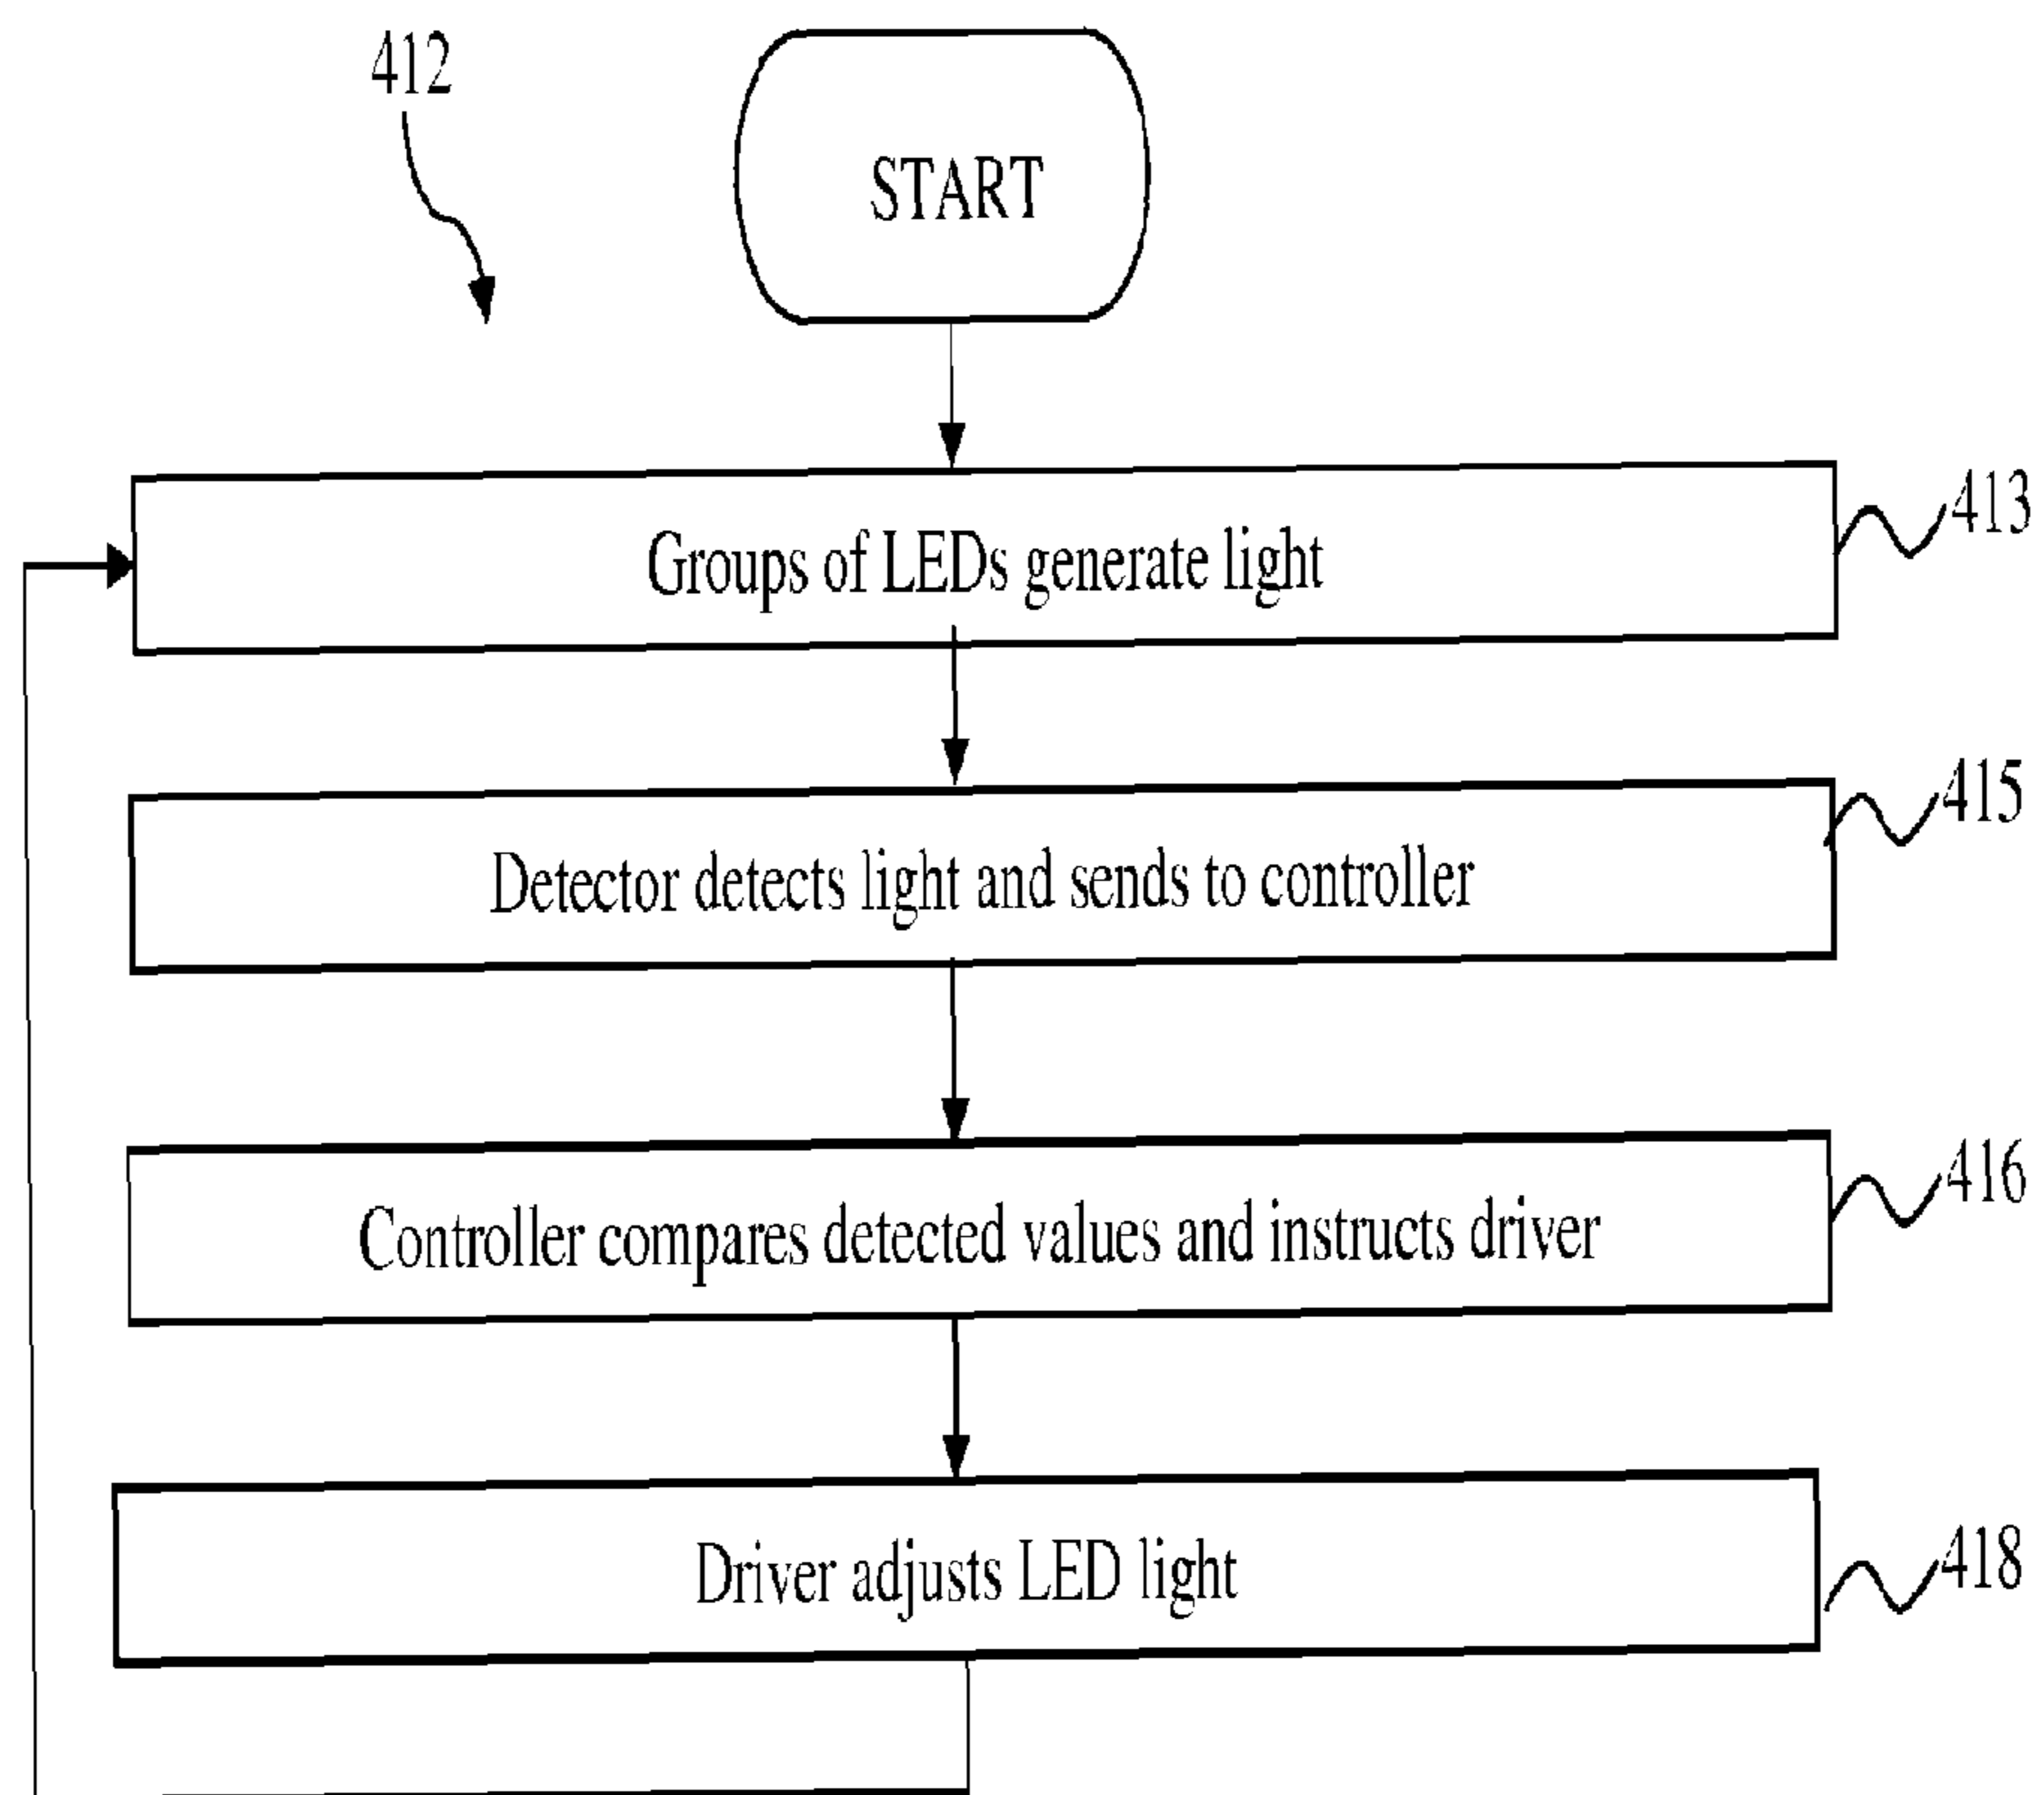 412
START
Groups of LEDs generate light
413
Detector detects light and sends to controller
415
Controller compares detected values and instructs driver
416
Driver adjusts LED light
418